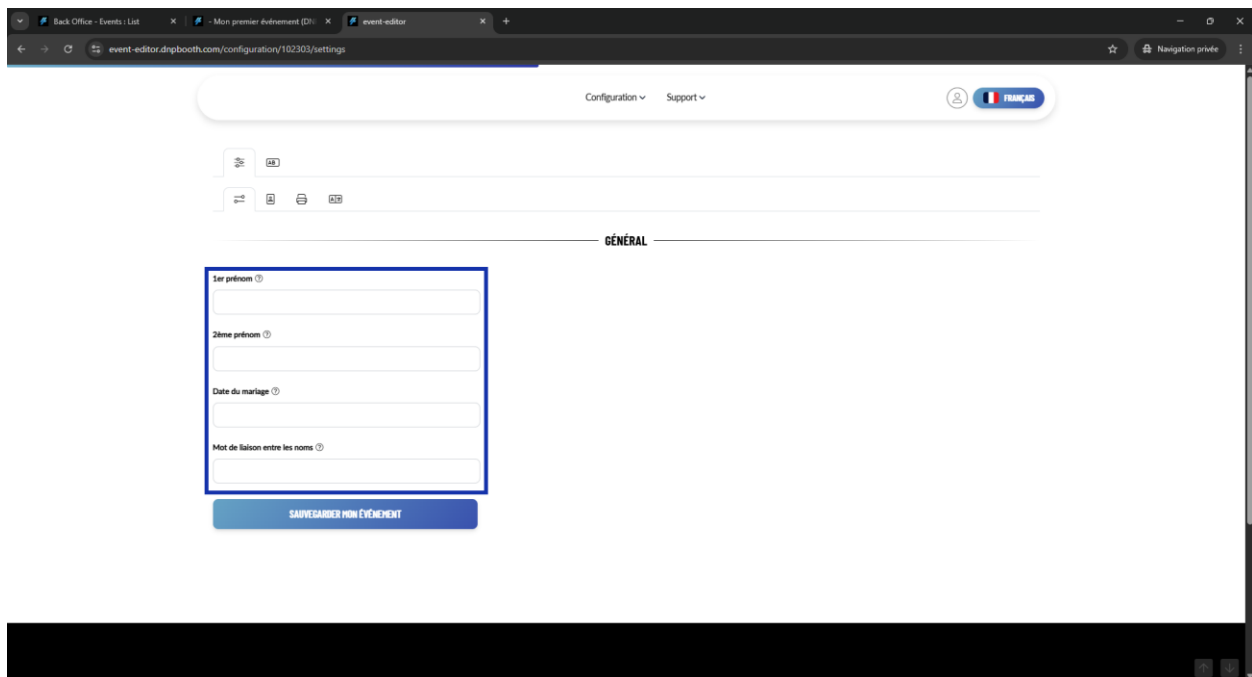 Back Office - Events : List
- Mon premier événement (DN
event-editor
event-editor.dnpbooth.com/configuration/102303/settings
Navigation privée
Configuration
Support
FRANÇAIS
AB
GÉNÉRAL
1er prénom
2ème prénom
Date du mariage
Mot de liaison entre les noms
SAUVEGARDER MON ÉVÉNEMENT